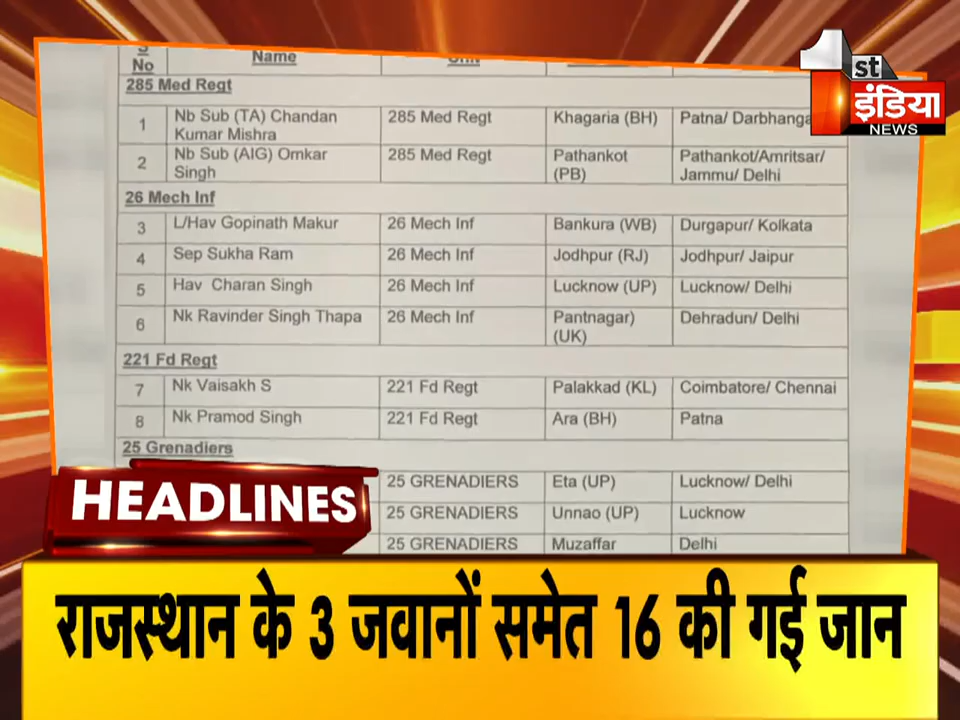 1st
इंडिया
NEWS
S
No Name
285 Med Regt
1 Nb Sub (TA) Chandan Kumar Mishra 285 Med Regt Khagaria (BH) Patna/ Darbhanga
2 Nb Sub (AIG) Omkar Singh 285 Med Regt Pathankot (PB) Pathankot/Amritsar/ Jammu/ Delhi
26 Mech Inf
3 L/Hav Gopinath Makur 26 Mech Inf Bankura (WB) Durgapur/ Kolkata
4 Sep Sukha Ram 26 Mech Inf Jodhpur (RJ) Jodhpur/ Jaipur
5 Hav Charan Singh 26 Mech Inf Lucknow (UP) Lucknow/ Delhi
6 Nk Ravinder Singh Thapa 26 Mech Inf Pantnagar) (UK) Dehradun/ Delhi
221 Fd Regt
7 Nk Vaisakh S 221 Fd Regt Palakkad (KL) Coimbatore/ Chennai
8 Nk Pramod Singh 221 Fd Regt Ara (BH) Patna
25 Grenadiers
25 GRENADIERS Eta (UP) Lucknow/ Delhi
25 GRENADIERS Unnao (UP) Lucknow
25 GRENADIERS Muzaffar Delhi
HEADLINES
राजस्थान के 3 जवानों समेत 16 की गई जान